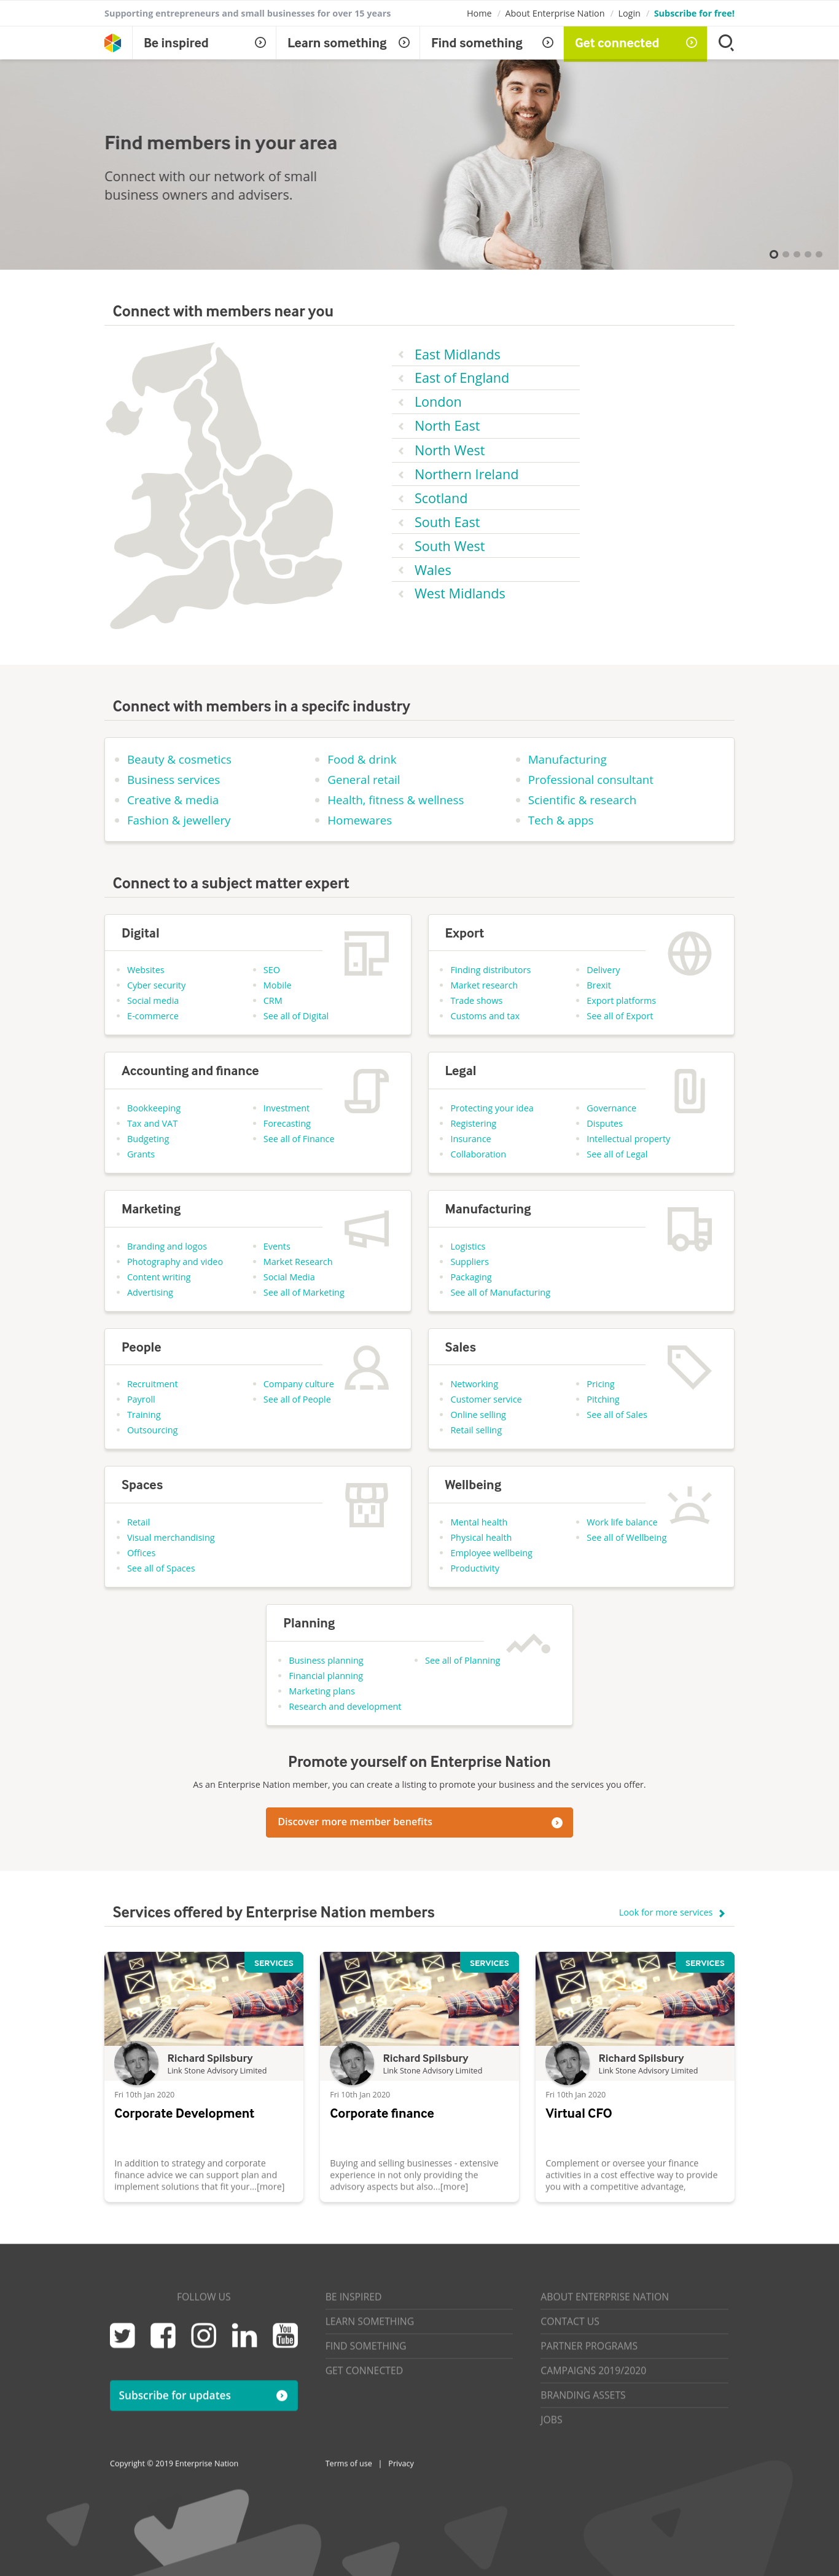 Supporting entrepreneurs and small businesses for over 15 years
Home / About Enterprise Nation / Login / Subscribe for free!
Be inspired
Learn something
Find something
Get connected
Find members in your area
Connect with our network of small
business owners and advisers.
Connect with members near you
East Midlands
East of England
London
North East
North West
Northern Ireland
Scotland
South East
South West
Wales
West Midlands
Connect with members in a specifc industry
Beauty & cosmetics
Business services
Creative & media
Fashion & jewellery
Food & drink
General retail
Health, fitness & wellness
Homewares
Manufacturing
Professional consultant
Scientific & research
Tech & apps
Connect to a subject matter expert
Digital
Websites
Cyber security
Social media
E-commerce
SEO
Mobile
CRM
See all of Digital
Export
Finding distributors
Market research
Trade shows
Customs and tax
Delivery
Brexit
Export platforms
See all of Export
Accounting and finance
Bookkeeping
Tax and VAT
Budgeting
Grants
Investment
Forecasting
See all of Finance
Legal
Protecting your idea
Registering
Insurance
Collaboration
Governance
Disputes
Intellectual property
See all of Legal
Marketing
Branding and logos
Photography and video
Content writing
Advertising
Events
Market Research
Social Media
See all of Marketing
Manufacturing
Logistics
Suppliers
Packaging
See all of Manufacturing
People
Recruitment
Payroll
Training
Outsourcing
Company culture
See all of People
Sales
Networking
Customer service
Online selling
Retail selling
Pricing
Pitching
See all of Sales
Spaces
Retail
Visual merchandising
Offices
See all of Spaces
Wellbeing
Mental health
Physical health
Employee wellbeing
Productivity
Work life balance
See all of Wellbeing
Planning
Business planning
Financial planning
Marketing plans
Research and development
See all of Planning
Promote yourself on Enterprise Nation
As an Enterprise Nation member, you can create a listing to promote your business and the services you offer.
Discover more member benefits
Services offered by Enterprise Nation members
Look for more services
SERVICES
Richard Spilsbury
Link Stone Advisory Limited
Fri 10th Jan 2020
Corporate Development
In addition to strategy and corporate
finance advice we can support plan and
implement solutions that fit your...[more]
SERVICES
Richard Spilsbury
Link Stone Advisory Limited
Fri 10th Jan 2020
Corporate finance
Buying and selling businesses - extensive
experience in not only providing the
advisory aspects but also...[more]
SERVICES
Richard Spilsbury
Link Stone Advisory Limited
Fri 10th Jan 2020
Virtual CFO
Complement or oversee your finance
activities in a cost effective way to provide
you with a competitive advantage,
FOLLOW US
You
Tube
Subscribe for updates
BE INSPIRED
LEARN SOMETHING
FIND SOMETHING
GET CONNECTED
ABOUT ENTERPRISE NATION
CONTACT US
PARTNER PROGRAMS
CAMPAIGNS 2019/2020
BRANDING ASSETS
JOBS
Copyright © 2019 Enterprise Nation
Terms of use | Privacy